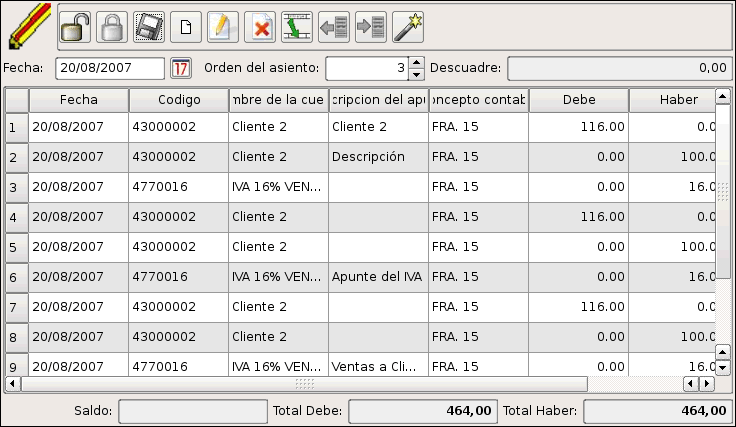 Fecha: 20/08/2007 17 Orden del asiento: 3 Descuadre: 0,00
Fecha Codigo mbre de la cue cripcion del apu oncepto contab Debe Haber
1 20/08/2007 43000002 Cliente 2 Cliente 2 FRA. 15 116.00 0.0
2 20/08/2007 43000002 Cliente 2 Descripción FRA. 15 0.00 100.0
3 20/08/2007 4770016 IVA 16% VEN... FRA. 15 0.00 16.0
4 20/08/2007 43000002 Cliente 2 FRA. 15 116.00 0.0
5 20/08/2007 43000002 Cliente 2 FRA. 15 0.00 100.0
6 20/08/2007 4770016 IVA 16% VEN... Apunte del IVA FRA. 15 0.00 16.0
7 20/08/2007 43000002 Cliente 2 FRA. 15 116.00 0.0
8 20/08/2007 43000002 Cliente 2 FRA. 15 0.00 100.0
9 20/08/2007 4770016 IVA 16% VEN... Ventas a Cli... FRA. 15 0.00 16.0
Saldo: Total Debe: 464,00 Total Haber: 464,00